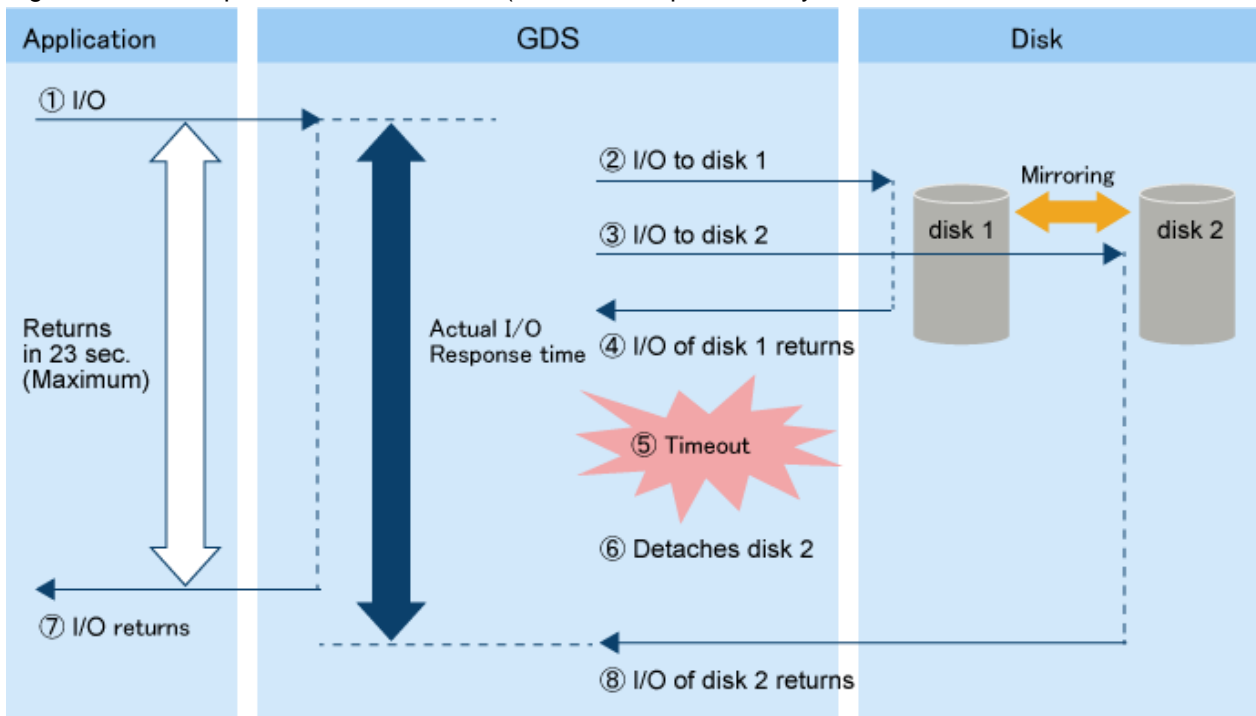 Application
GDS
Disk
① I/O
② I/O to disk 1
Mirroring
③ I/O to disk 2
disk 1
disk 2
Returns
in 23 sec.
(Maximum)
Actual I/O
Response time
④ I/O of disk 1 returns
⑤ Timeout
⑥ Detaches disk 2
⑦ I/O returns
⑧ I/O of disk 2 returns